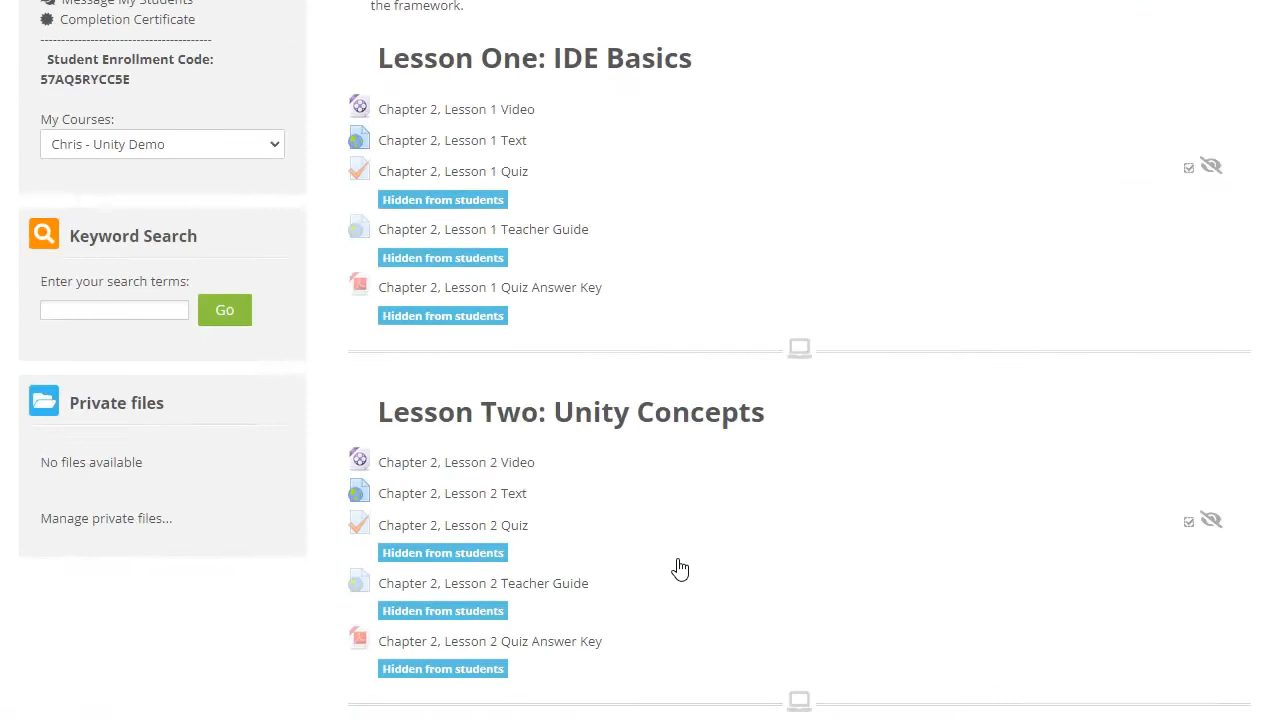 Message My Students
Completion Certificate
----------------------------------------
Student Enrollment Code:
57AQ5RYCC5E
My Courses:
Chris - Unity Demo
Keyword Search
Enter your search terms:
Go
Private files
No files available
Manage private files...
the framework.
Lesson One: IDE Basics
Chapter 2, Lesson 1 Video
Chapter 2, Lesson 1 Text
Chapter 2, Lesson 1 Quiz
Hidden from students
Chapter 2, Lesson 1 Teacher Guide
Hidden from students
Chapter 2, Lesson 1 Quiz Answer Key
Hidden from students
Lesson Two: Unity Concepts
Chapter 2, Lesson 2 Video
Chapter 2, Lesson 2 Text
Chapter 2, Lesson 2 Quiz
Hidden from students
Chapter 2, Lesson 2 Teacher Guide
Hidden from students
Chapter 2, Lesson 2 Quiz Answer Key
Hidden from students